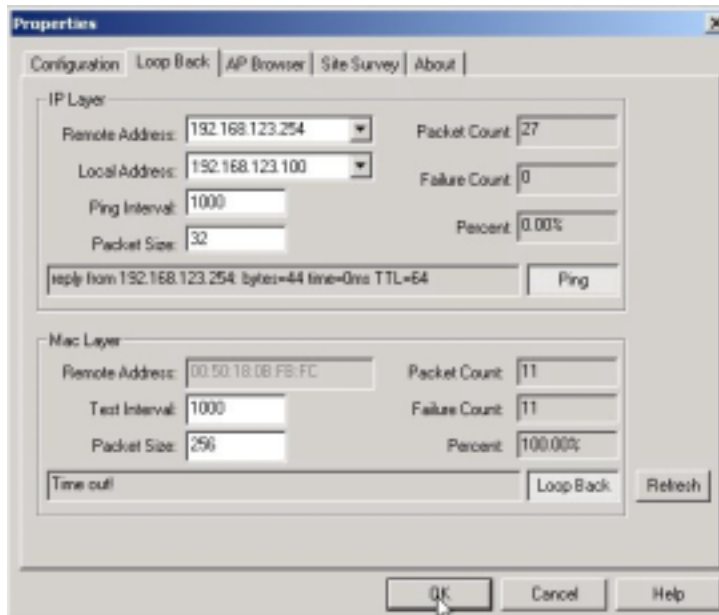 Properties
Configuration Loop Back AP Browser Site Survey About
IP Layer
Remote Address: 192.168.123.254
Packet Count: 27
Local Address: 192.168.123.100
Failure Count: 0
Ping Interval: 1000
Percent: 0.00%
Packet Size: 32
reply from 192.168.123.254: bytes=44 time=0ms TTL=64
Ping
Mac Layer
Remote Address: 00:50:18:0B:FB:FC
Packet Count: 11
Test Interval: 1000
Failure Count: 11
Packet Size: 256
Percent: 100.00%
Time out!
Loop Back
Refresh
OK Cancel Help